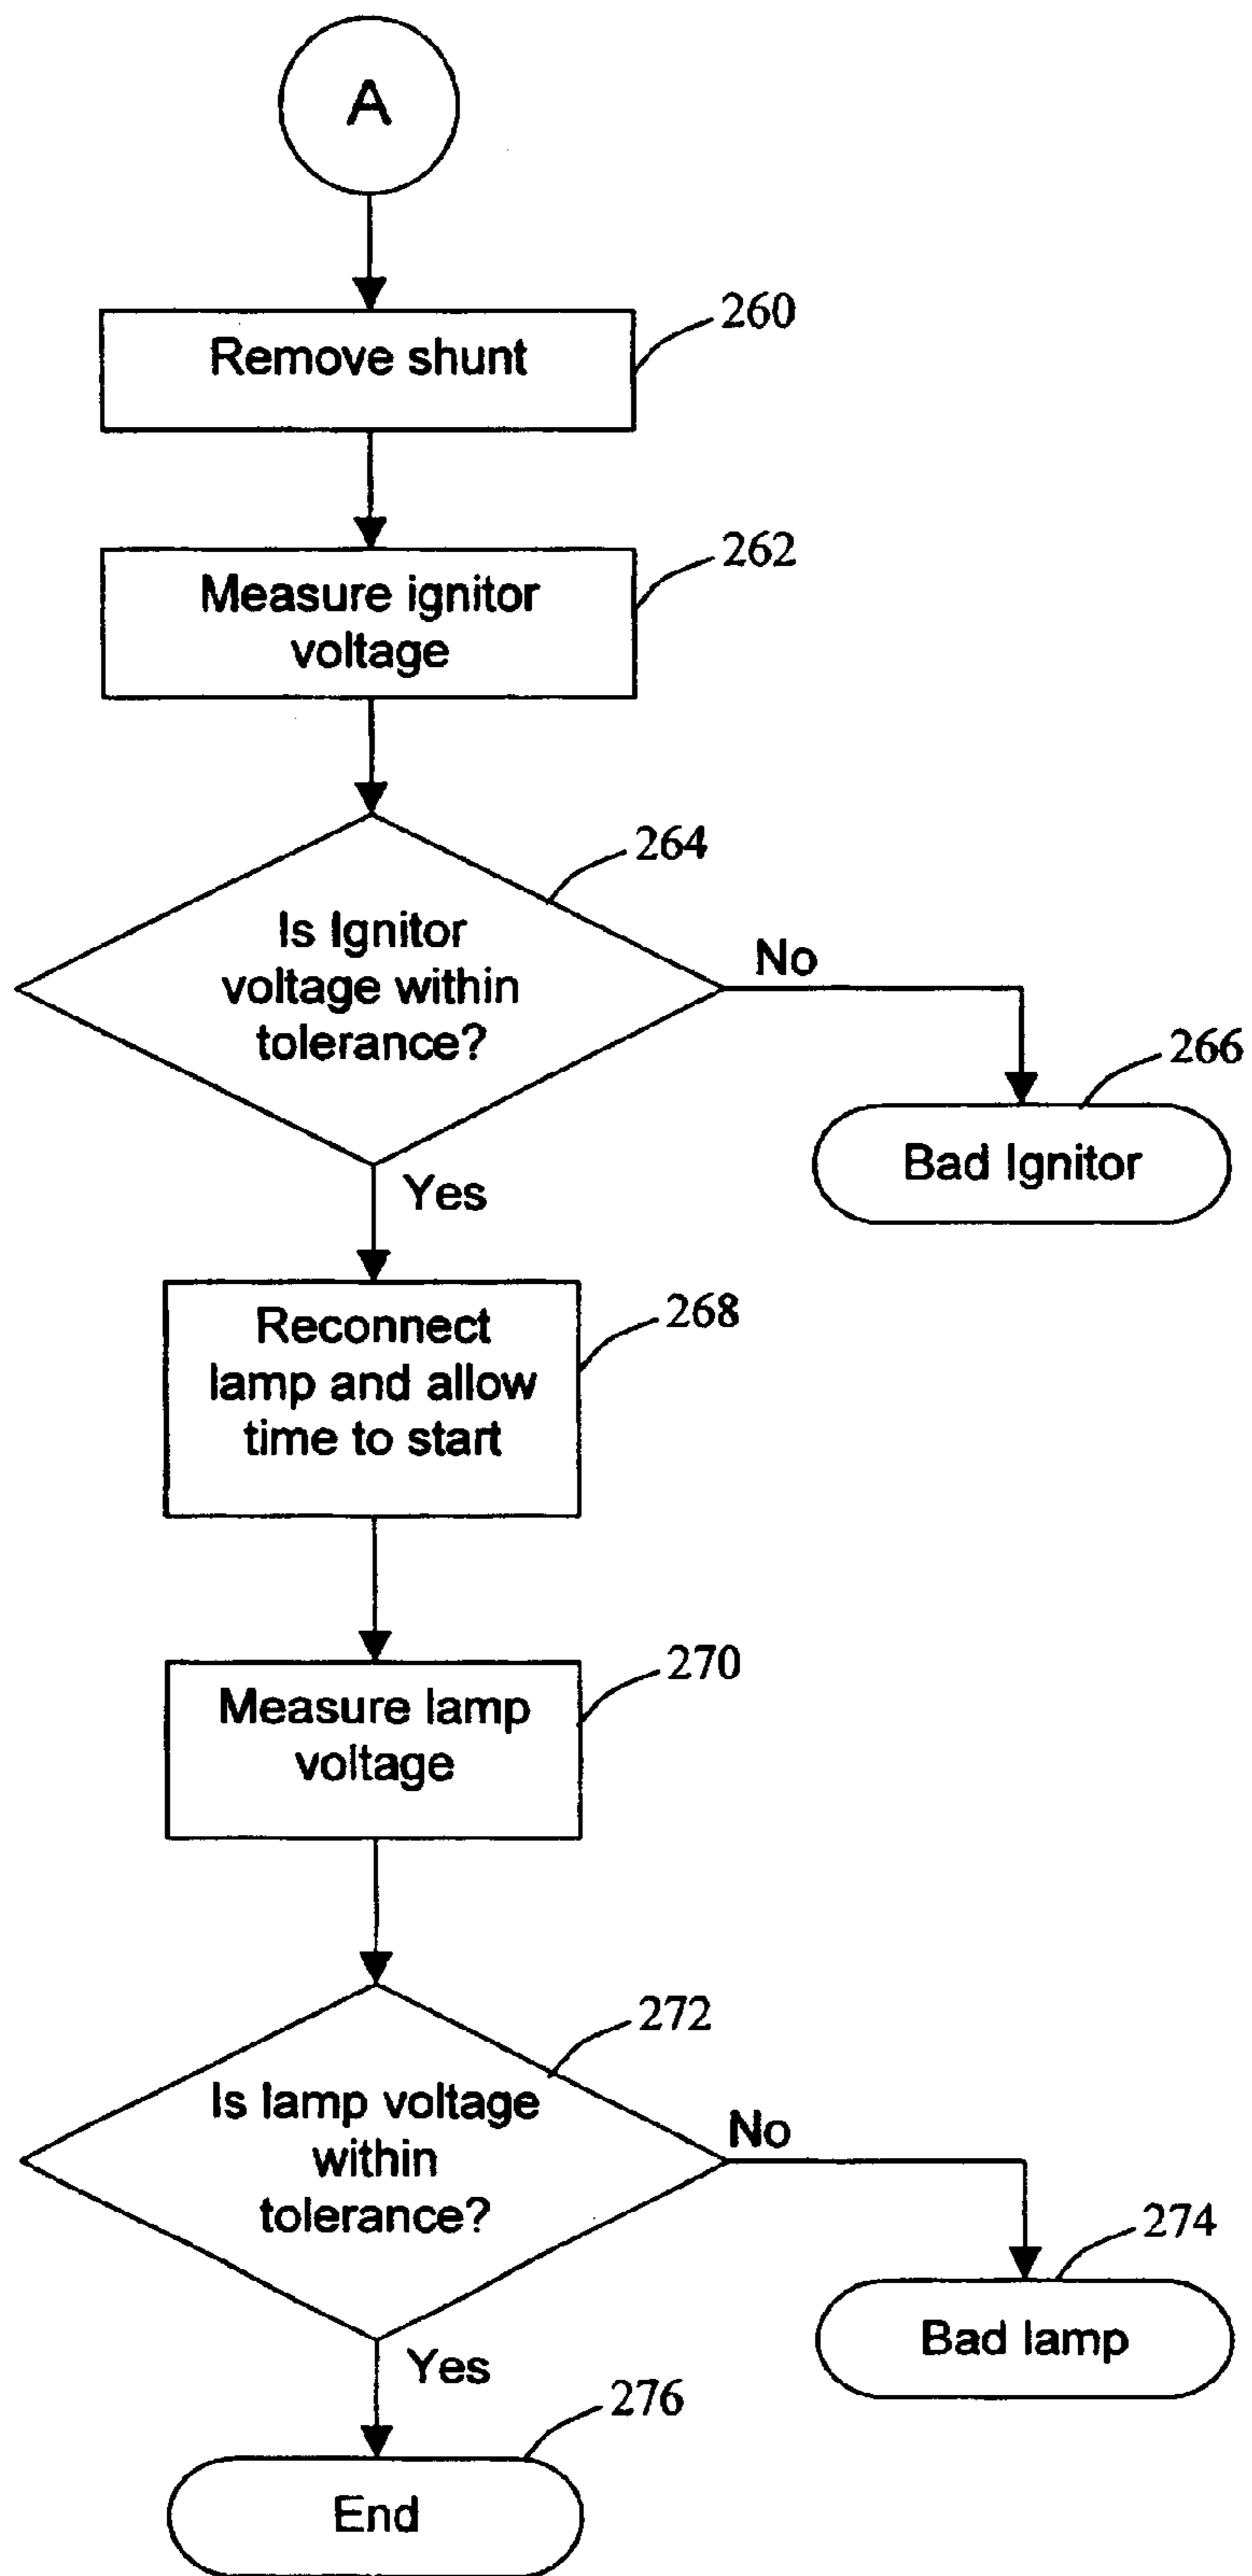 A
260
Remove shunt
262
Measure ignitor
voltage
264
Is Ignitor
voltage within
tolerance?
No
266
Bad Ignitor
Yes
268
Reconnect
lamp and allow
time to start
270
Measure lamp
voltage
272
Is lamp voltage
within
tolerance?
No
274
Bad lamp
Yes
276
End